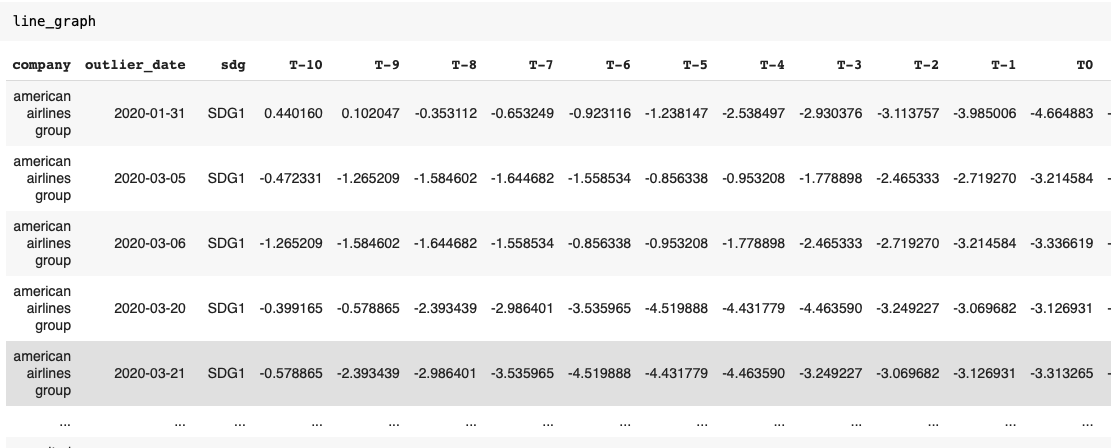 line_graph
company outlier_date sdg T-10 T-9 T-8 T-7 T-6 T-5 T-4 T-3 T-2 T-1 T0
american
airlines
group 2020-01-31 SDG1 0.440160 0.102047 -0.353112 -0.653249 -0.923116 -1.238147 -2.538497 -2.930376 -3.113757 -3.985006 -4.664883 -
american
airlines
group 2020-03-05 SDG1 -0.472331 -1.265209 -1.584602 -1.644682 -1.558534 -0.856338 -0.953208 -1.778898 -2.465333 -2.719270 -3.214584 -
american
airlines
group 2020-03-06 SDG1 -1.265209 -1.584602 -1.644682 -1.558534 -0.856338 -0.953208 -1.778898 -2.465333 -2.719270 -3.214584 -3.336619 -
american
airlines
group 2020-03-20 SDG1 -0.399165 -0.578865 -2.393439 -2.986401 -3.535965 -4.519888 -4.431779 -4.463590 -3.249227 -3.069682 -3.126931 -
american
airlines
group 2020-03-21 SDG1 -0.578865 -2.393439 -2.986401 -3.535965 -4.519888 -4.431779 -4.463590 -3.249227 -3.069682 -3.126931 -3.313265 -
... ... ... ... ... ... ... ... ... ... ... ... ... ...